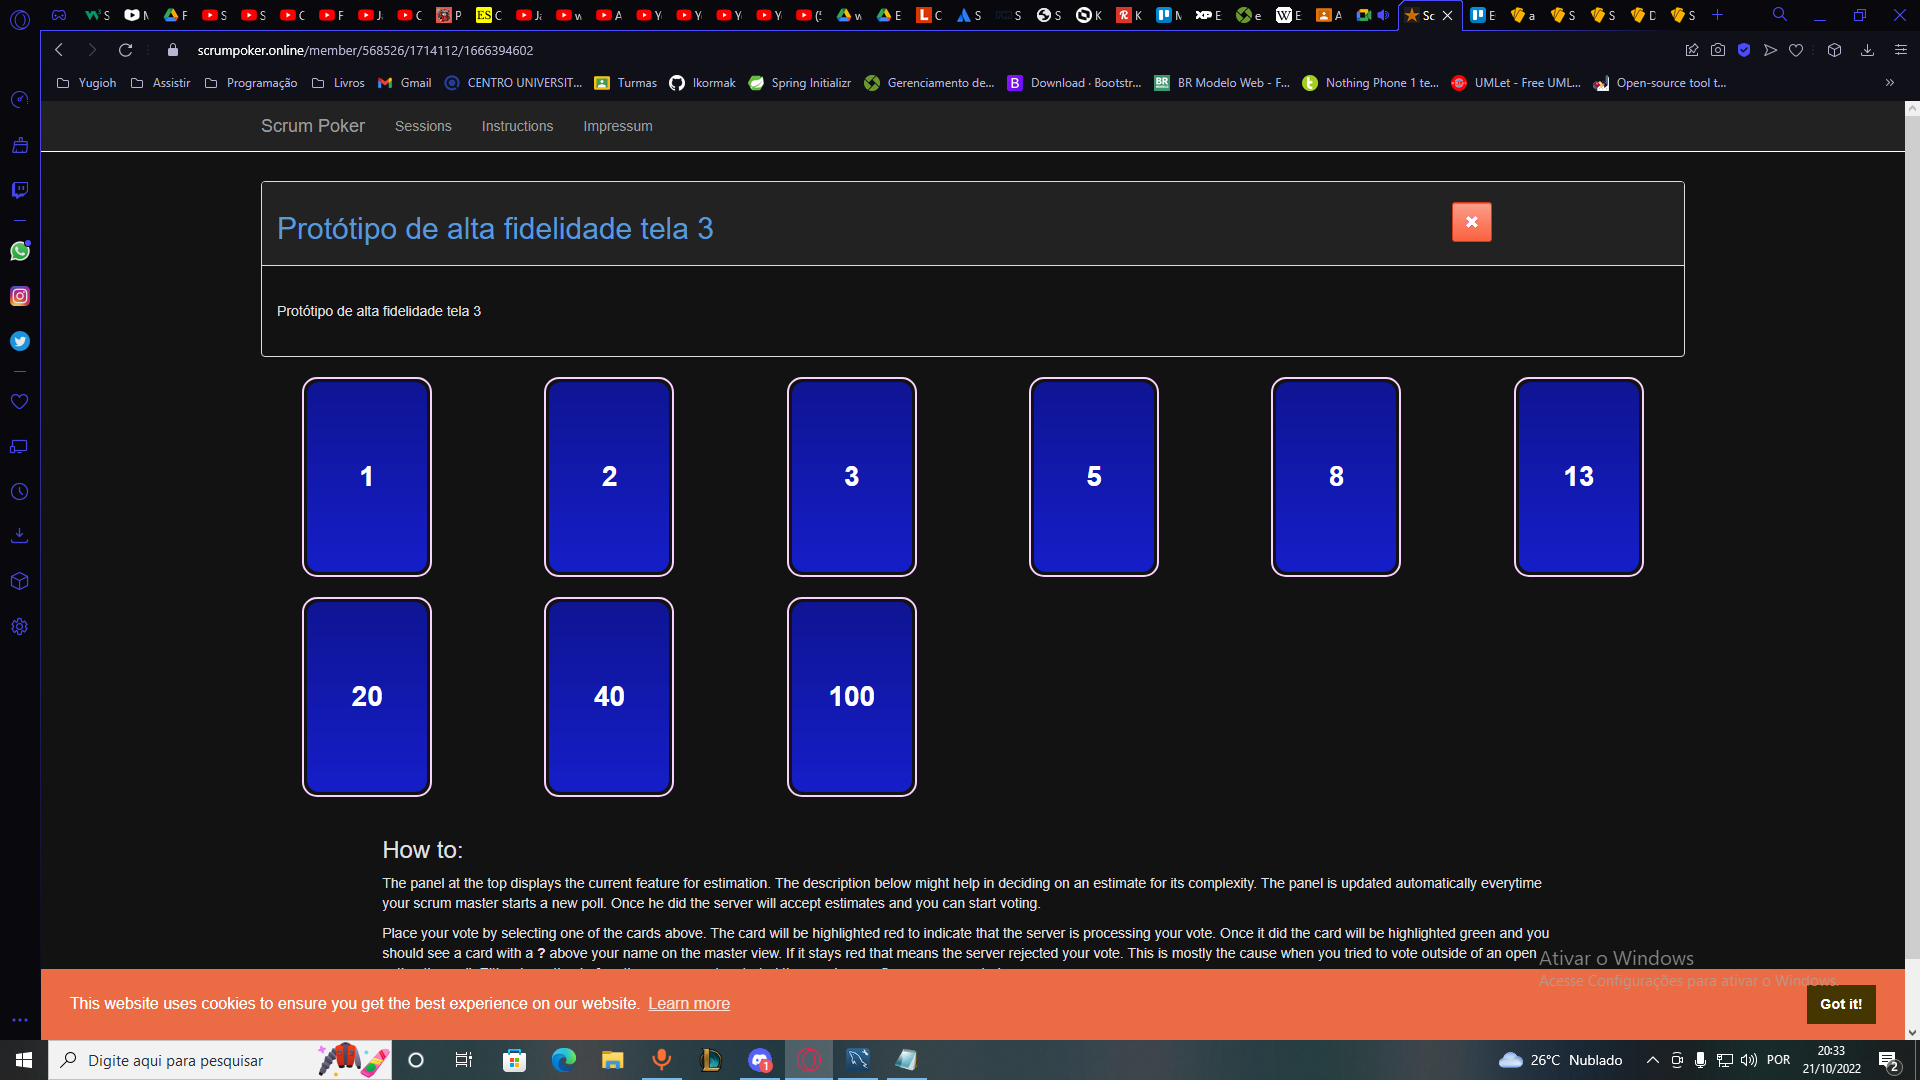 S M F S S C F J C P ES C J w A Y Y Y Y (5 w E L C S S S K K M XP E e W E A Sc E a S S D S
scrumpoker.online/member/568526/1714112/1666394602
Yugioh Assistir Programação Livros Gmail CENTRO UNIVERSIT... Turmas Ikormak Spring Initializr Gerenciamento de... B Download · Bootstr... BR Modelo Web - F... Nothing Phone 1 te... UMLet - Free UML... Open-source tool t... »
Scrum Poker Sessions Instructions Impressum
Protótipo de alta fidelidade tela 3
Protótipo de alta fidelidade tela 3
1 2 3 5 8 13
20 40 100
How to:
The panel at the top displays the current feature for estimation. The description below might help in deciding on an estimate for its complexity. The panel is updated automatically everytime
your scrum master starts a new poll. Once he did the server will accept estimates and you can start voting.
Place your vote by selecting one of the cards above. The card will be highlighted red to indicate that the server is processing your vote. Once it did the card will be highlighted green and you
should see a card with a ? above your name on the master view. If it stays red that means the server rejected your vote. This is mostly the cause when you tried to vote outside of an open
Ativar o Windows
Acesse Configurações para ativar o Windows.
This website uses cookies to ensure you get the best experience on our website. Learn more
Got it!
Digite aqui para pesquisar
1
26°C Nublado
POR
20:33
21/10/2022
2